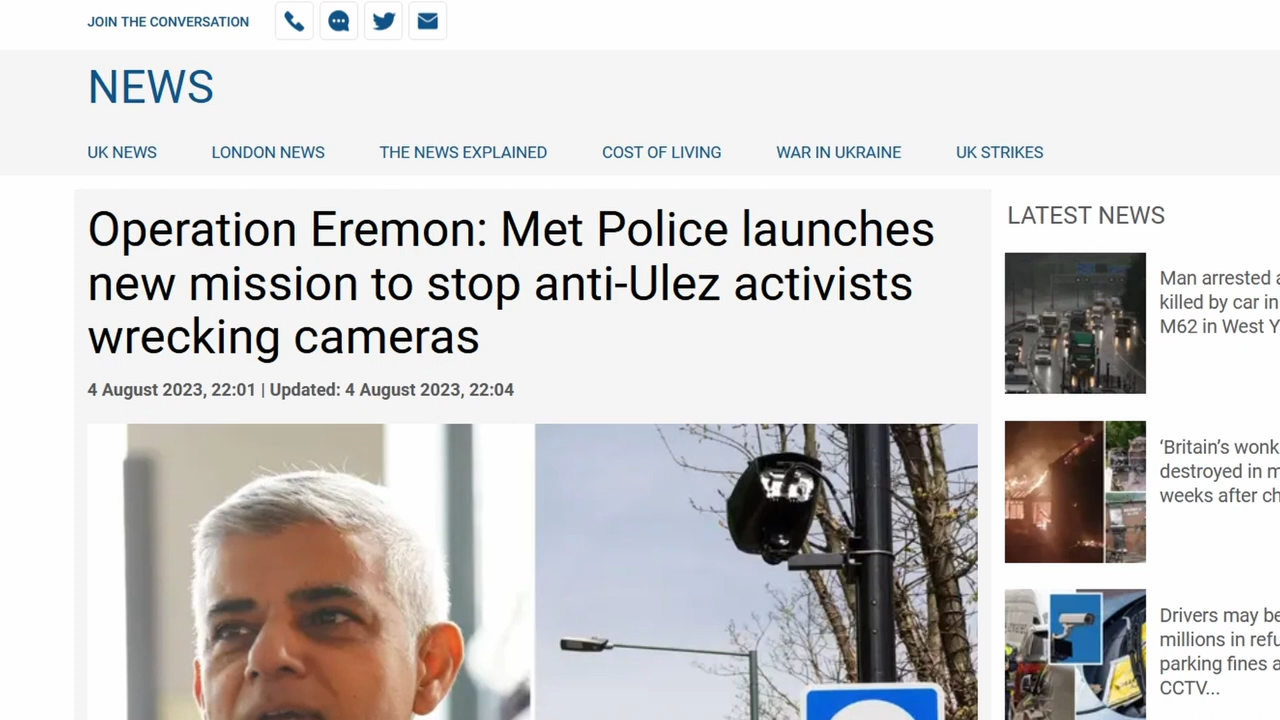 JOIN THE CONVERSATION
NEWS
UK NEWS LONDON NEWS THE NEWS EXPLAINED COST OF LIVING WAR IN UKRAINE UK STRIKES
Operation Eremon: Met Police launches
new mission to stop anti-Ulez activists
wrecking cameras
4 August 2023, 22:01 | Updated: 4 August 2023, 22:04
LATEST NEWS
Man arrested a
killed by car in
M62 in West Y
‘Britain’s wonk
destroyed in m
weeks after ch
Drivers may be
millions in refu
parking fines a
CCTV...